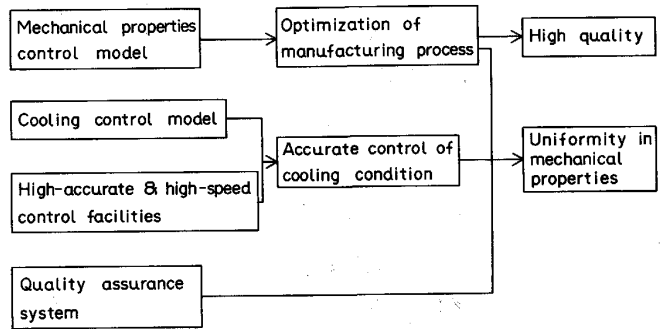 Mechanical properties
control model
Optimization of
manufacturing process
High quality
Cooling control model
High-accurate & high-speed
control facilities
Accurate control of
cooling condition
Uniformity in
mechanical
properties
Quality assurance
system